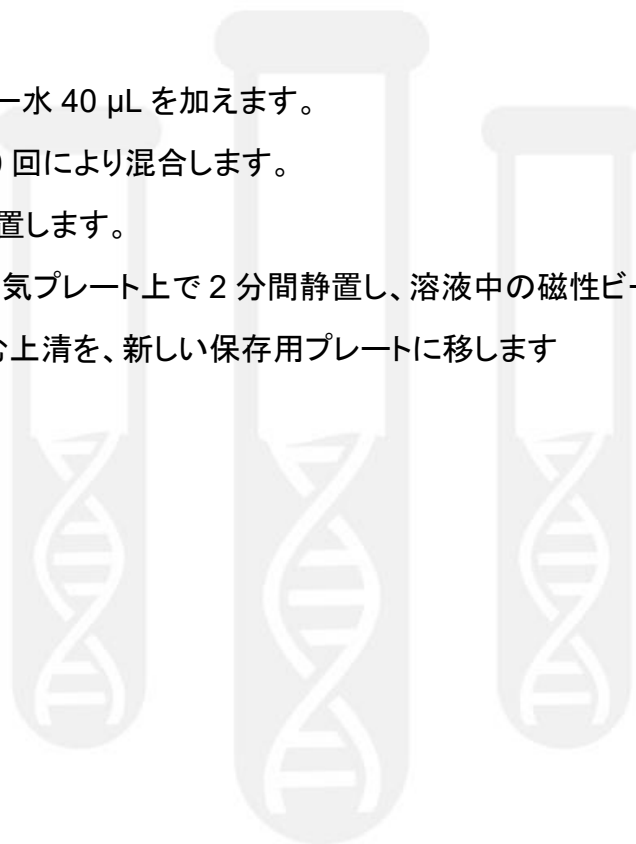 ー水 40 µL を加えます。
回により混合します。
置します。
気プレート上で 2 分間静置し、溶液中の磁性ビー
上清を、新しい保存用プレートに移します